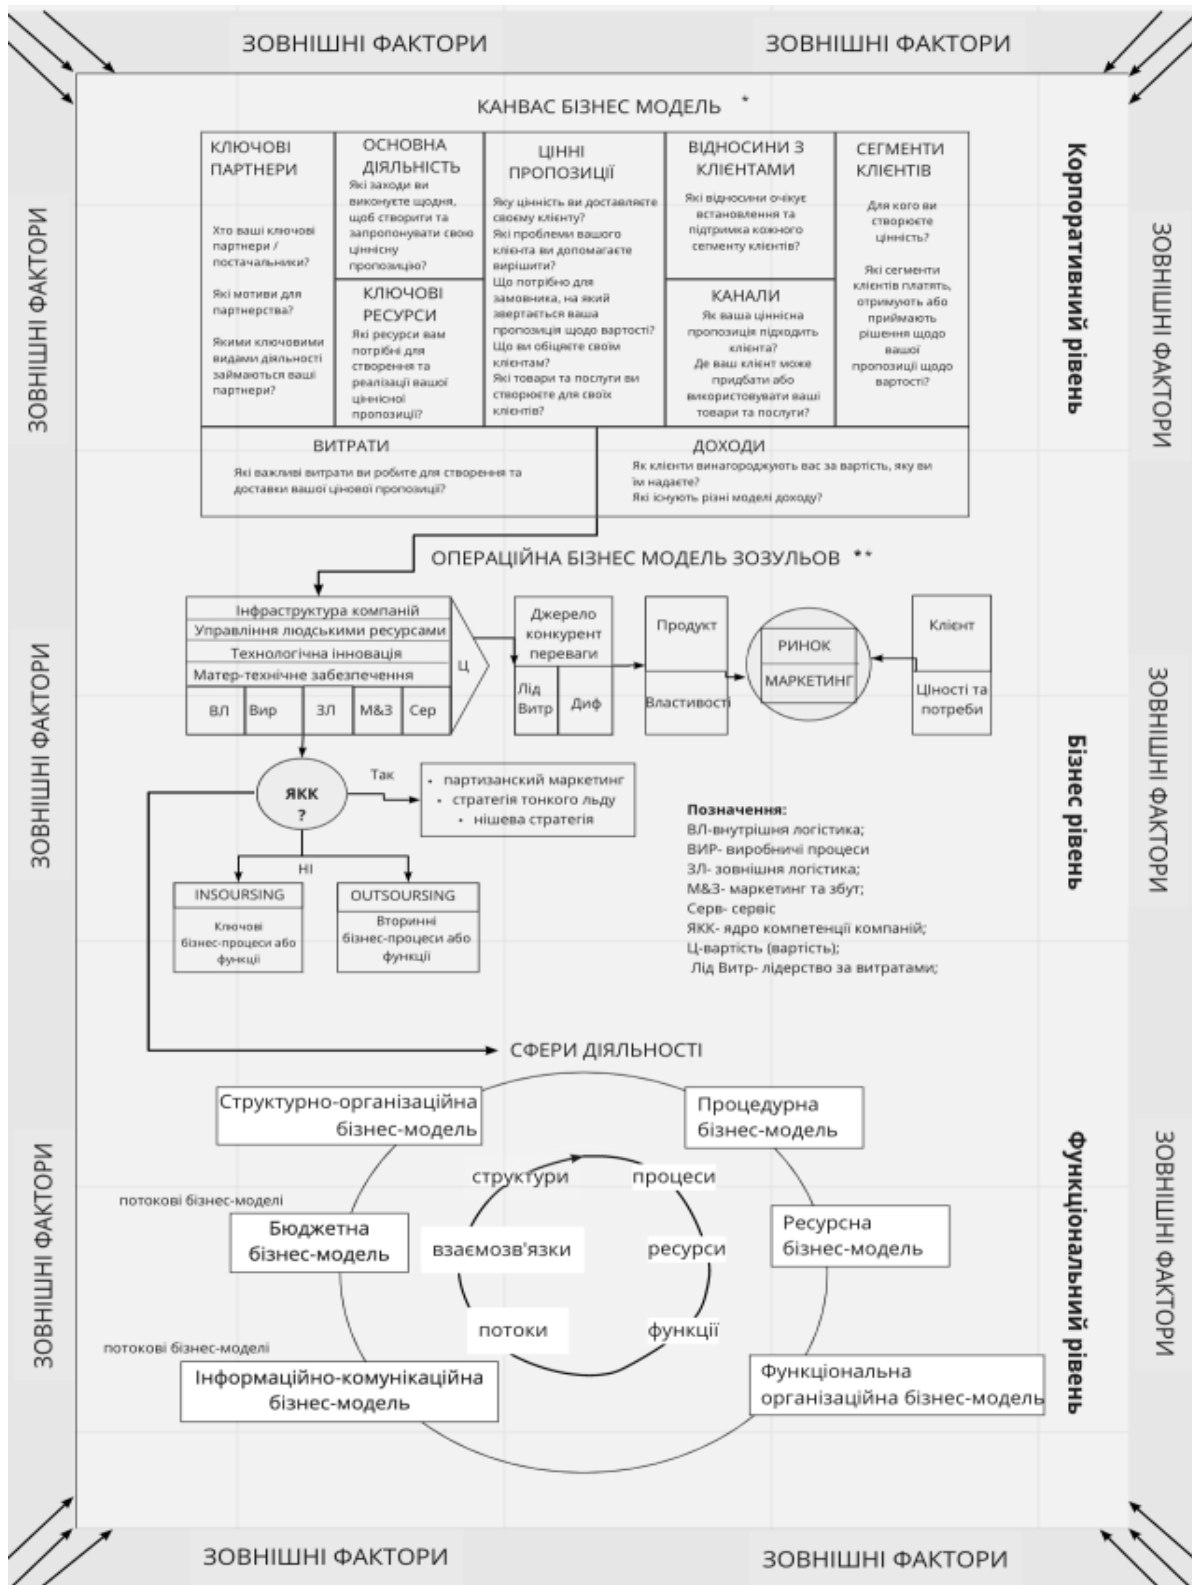 ЗОВНІШНІ ФАКТОРИ
ЗОВНІШНІ ФАКТОРИ
КАНВАС БІЗНЕС МОДЕЛЬ *
КЛЮЧОВІ
ПАРТНЕРИ
Хто ваші ключові
партнери /
постачальники?
Які мотиви для
партнерства?
Якими ключовими
видами діяльності
займаються ваші
партнери?
ОСНОВНА
ДІЯЛЬНІСТЬ
Які заходи ви
виконуєте щодня,
щоб створити та
запропонувати свою
ціннісну
пропозицію?
КЛЮЧОВІ
РЕСУРСИ
Які ресурси вам
потрібні для
створення та
реалізації вашої
ціннісної
пропозиції?
ЦІННІ
ПРОПОЗИЦІЇ
Яку цінність ви доставляєте
своєму клієнту?
Які проблеми вашого
клієнта ви допомагаєте
вирішити?
Що потрібно для
замовника, на який
звертається ваша
пропозиція щодо вартості?
Що ви обіцяєте своїм
клієнтам?
Які товари та послуги ви
створюєте для своїх
клієнтів?
ВІДНОСИНИ З
КЛІЄНТАМИ
Які відносини очікує
встановлення та
підтримка кожного
сегменту клієнтів?
КАНАЛИ
Як ваша ціннісна
пропозиція підходить
клієнта?
Де ваш клієнт може
придбати або
використовувати ваші
товари та послуги?
СЕГМЕНТИ
КЛІЄНТІВ
Для кого ви
створюєте
цінність?
Які сегменти
клієнтів платять,
отримують або
приймають
рішення щодо
вашої
пропозиції щодо
вартості?
ВИТРАТИ
Які важливі витрати ви робите для створення та
доставки вашої цінової пропозиції?
ДОХОДИ
Як клієнти винагороджують вас за вартість, яку ви
їм надаєте?
Які існують різні моделі доходу?
Корпоративний рівень
ЗОВНІШНІ ФАКТОРИ
ЗОВНІШНІ ФАКТОРИ
ОПЕРАЦІЙНА БІЗНЕС МОДЕЛЬ ЗОЗУЛЬОВ **
Інфраструктура компаній
Управління людськими ресурсами
Технологічна інновація
Матер-технічне забезпечення
ВЛ
Вир
ЗЛ
М&З
Сер
Ц
Джерело
конкурент
переваги
Лід
Витр
Диф
Продукт
Властивості
РИНОК
МАРКЕТИНГ
Клієнт
Ціності та
потреби
ЯКК
?
Так
• партизанский маркетинг
• стратегія тонкого льду
• нішева стратегія
НІ
INSOURSING
Ключові
бізнес-процеси або
функції
OUTSOURSING
Вторинні
бізнес-процеси або
функції
Позначення:
ВЛ-внутрішня логістика;
ВИР- виробничі процеси
ЗЛ- зовнішня логістика;
М&З- маркетинг та збут;
Серв- сервіс
ЯКК- ядро компетенції компаній;
Ц-вартість (вартість);
Лід Витр- лідерство за витратами;
Бізнес рівень
ЗОВНІШНІ ФАКТОРИ
ЗОВНІШНІ ФАКТОРИ
СФЕРИ ДІЯЛЬНОСТІ
Структурно-організаційна
бізнес-модель
Процедурна
бізнес-модель
структури
процеси
потокові бізнес-моделі
Бюджетна
бізнес-модель
взаємозв'язки
ресурси
Ресурсна
бізнес-модель
потоки
функції
потокові бізнес-моделі
Інформаційно-комунікаційна
бізнес-модель
Функціональна
організаційна бізнес-модель
Функціональний рівень
ЗОВНІШНІ ФАКТОРИ
ЗОВНІШНІ ФАКТОРИ
ЗОВНІШНІ ФАКТОРИ
ЗОВНІШНІ ФАКТОРИ